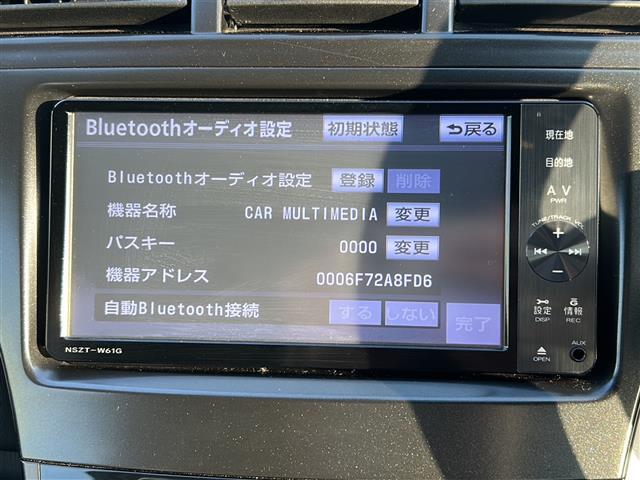 Bluetoothオーディオ設定 初期状態 戻る
Bluetoothオーディオ設定 登録 削除
機器名称 CAR MULTIMEDIA 変更
パスキー 0000 変更
機器アドレス 0006F72A8FD6
自動Bluetooth接続 する しない 完了
NSZT-W61G
現在地
目的地
AV
PWR
TUNE/TRACK VOL
+
−
設定 情報
DISP REC
OPEN
AUX